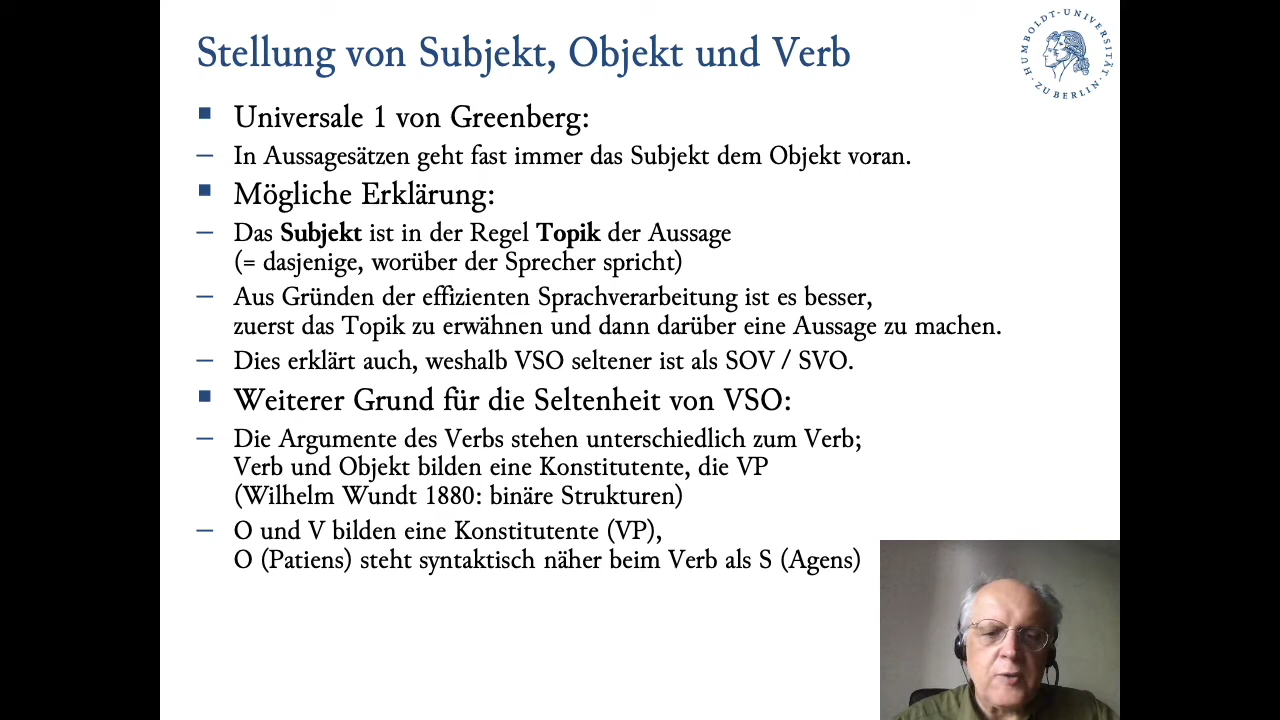 Stellung von Subjekt, Objekt und Verb
HUMBOLDT-UNIVERSITÄT · ZU BERLIN ·
Universale 1 von Greenberg:
– In Aussagesätzen geht fast immer das Subjekt dem Objekt voran.
Mögliche Erklärung:
– Das Subjekt ist in der Regel Topik der Aussage
(= dasjenige, worüber der Sprecher spricht)
– Aus Gründen der effizienten Sprachverarbeitung ist es besser,
zuerst das Topik zu erwähnen und dann darüber eine Aussage zu machen.
– Dies erklärt auch, weshalb VSO seltener ist als SOV / SVO.
Weiterer Grund für die Seltenheit von VSO:
– Die Argumente des Verbs stehen unterschiedlich zum Verb;
Verb und Objekt bilden eine Konstitutente, die VP
(Wilhelm Wundt 1880: binäre Strukturen)
– O und V bilden eine Konstitutente (VP),
O (Patiens) steht syntaktisch näher beim Verb als S (Agens)